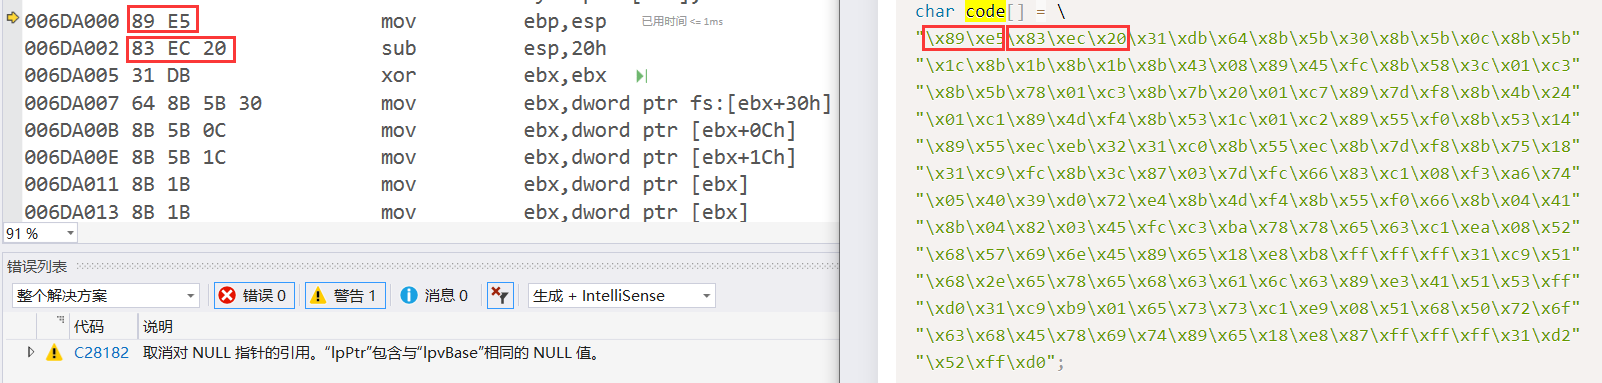 006DA000 89 E5 mov ebp,esp 已用时间 <= 1ms
006DA002 83 EC 20 sub esp,20h
006DA005 31 DB xor ebx,ebx
006DA007 64 8B 5B 30 mov ebx,dword ptr fs:[ebx+30h]
006DA00B 8B 5B 0C mov ebx,dword ptr [ebx+0Ch]
006DA00E 8B 5B 1C mov ebx,dword ptr [ebx+1Ch]
006DA011 8B 1B mov ebx,dword ptr [ebx]
006DA013 8B 1B mov ebx,dword ptr [ebx]
91 %
错误列表
整个解决方案 错误 0 警告 1 消息 0 生成 + IntelliSense
代码 说明
C28182 取消对 NULL 指针的引用。“lpPtr”包含与“lpvBase”相同的 NULL 值。
char code[] = \
"\x89\xe5\x83\xec\x20\x31\xdb\x64\x8b\x5b\x30\x8b\x5b\x0c\x8b\x5b"
"\x1c\x8b\x1b\x8b\x1b\x8b\x43\x08\x89\x45\xfc\x8b\x58\x3c\x01\xc3"
"\x8b\x5b\x78\x01\xc3\x8b\x7b\x20\x01\xc7\x89\x7d\xf8\x8b\x4b\x24"
"\x01\xc1\x89\x4d\xf4\x8b\x53\x1c\x01\xc2\x89\x55\xf0\x8b\x53\x14"
"\x89\x55\xec\xeb\x32\x31\xc0\x8b\x55\xec\x8b\x7d\xf8\x8b\x75\x18"
"\x31\xc9\xfc\x8b\x3c\x87\x03\x7d\xfc\x66\x83\xc1\x08\xf3\xa6\x74"
"\x05\x40\x39\xd0\x72\xe4\x8b\x4d\xf4\x8b\x55\xf0\x66\x8b\x04\x41"
"\x8b\x04\x82\x03\x45\xfc\xc3\xba\x78\x78\x65\x63\xc1\xea\x08\x52"
"\x68\x57\x69\x6e\x45\x89\x65\x18\xe8\xb8\xff\xff\xff\x31\xc9\x51"
"\x68\x2e\x65\x78\x65\x68\x63\x61\x6c\x63\x89\xe3\x41\x51\x53\xff"
"\xd0\x31\xc9\xb9\x01\x65\x73\x73\xc1\xe9\x08\x51\x68\x50\x72\x6f"
"\x63\x68\x45\x78\x69\x74\x89\x65\x18\xe8\x87\xff\xff\xff\x31\xd2"
"\x52\xff\xd0";